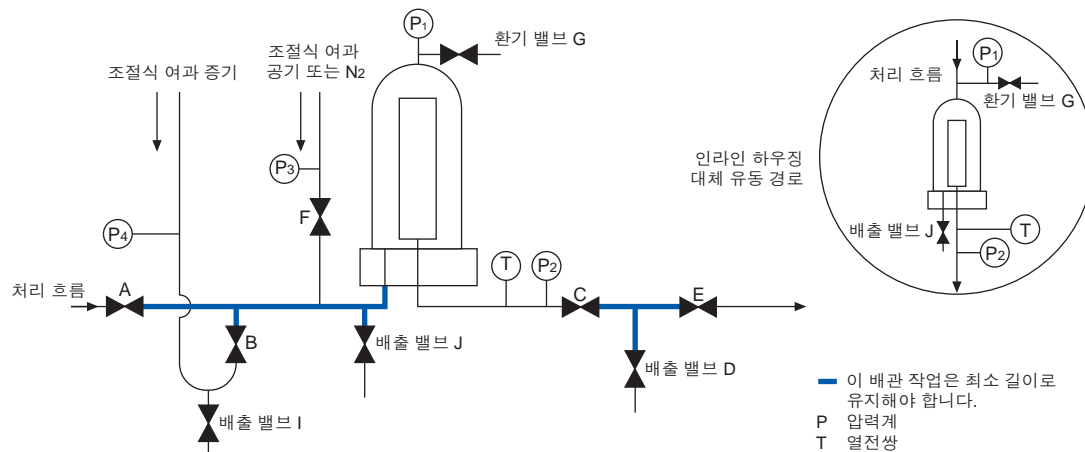 P1
환기 밸브 G
조절식 여과 증기
조절식 여과
공기 또는 N2
P3
F
P4
처리 흐름
A
B
배출 밸브 I
배출 밸브 J
T
P2
C
E
배출 밸브 D
처리 흐름
P1
환기 밸브 G
인라인 하우징
대체 유동 경로
배출 밸브 J
T
P2
이 배관 작업은 최소 길이로
유지해야 합니다.
P 압력계
T 열전쌍